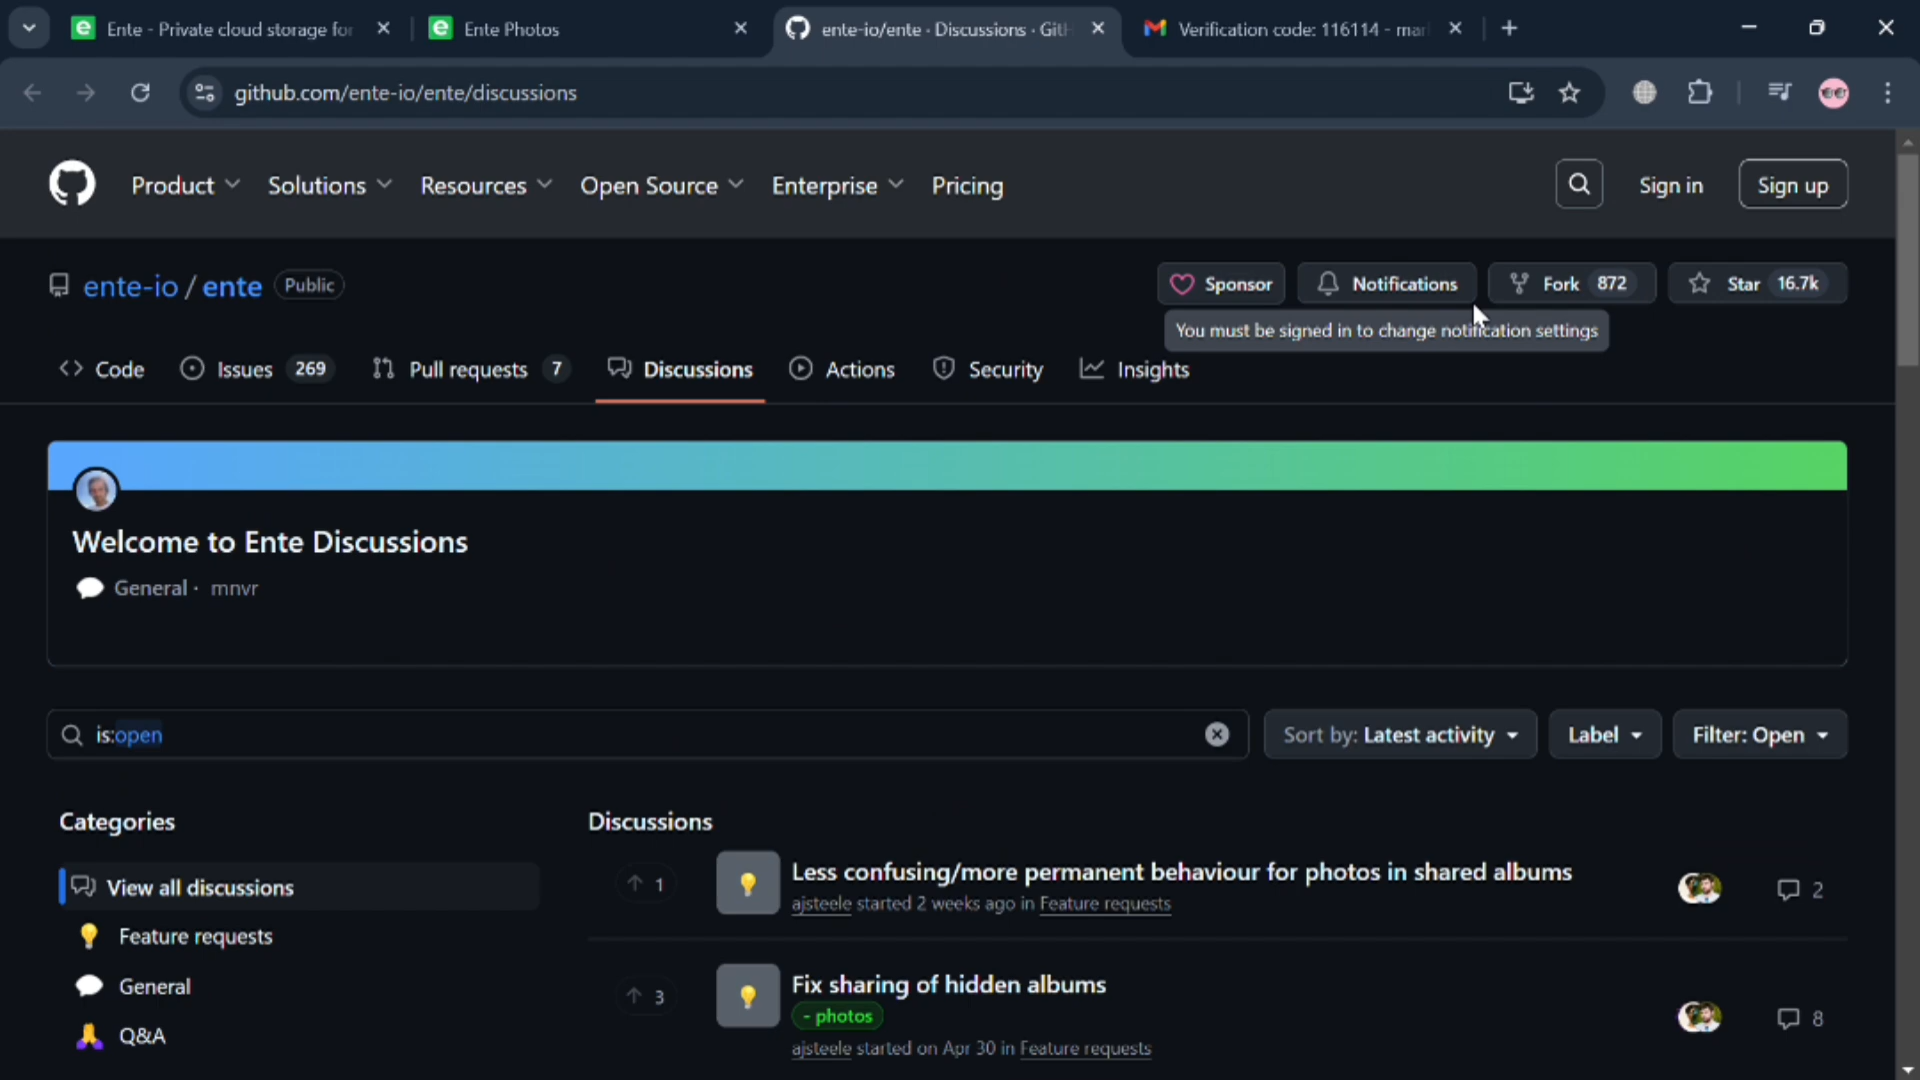 Ente - Private cloud storage for
Ente Photos
ente-io/ente · Discussions · Git
Verification code: 116114 - mar
github.com/ente-io/ente/discussions
Product Solutions Resources Open Source Enterprise Pricing
Sign in Sign up
ente-io / ente Public
Sponsor Notifications Fork 872 Star 16.7k
You must be signed in to change notification settings
Code Issues 269 Pull requests 7 Discussions Actions Security Insights
Welcome to Ente Discussions
General · mnvr
is:open
Sort by: Latest activity Label Filter: Open
Categories
View all discussions
Feature requests
General
Q&A
Discussions
1 Less confusing/more permanent behaviour for photos in shared albums 2
ajsteele started 2 weeks ago in Feature requests
3 Fix sharing of hidden albums
- photos 8
ajsteele started on Apr 30 in Feature requests